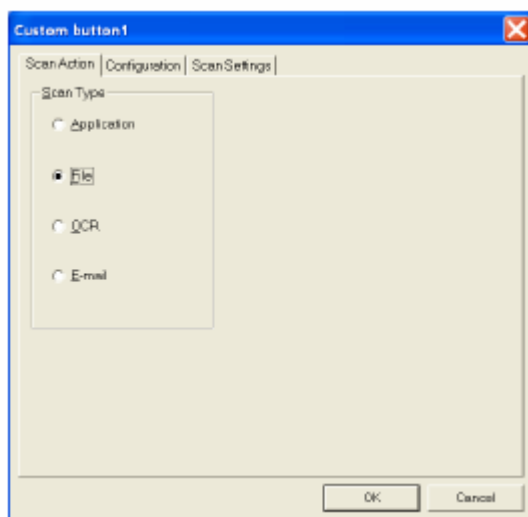 Custom button1
Scan Action Configuration Scan Settings
Scan Type
Application
File
OCR
E-mail
OK Cancel